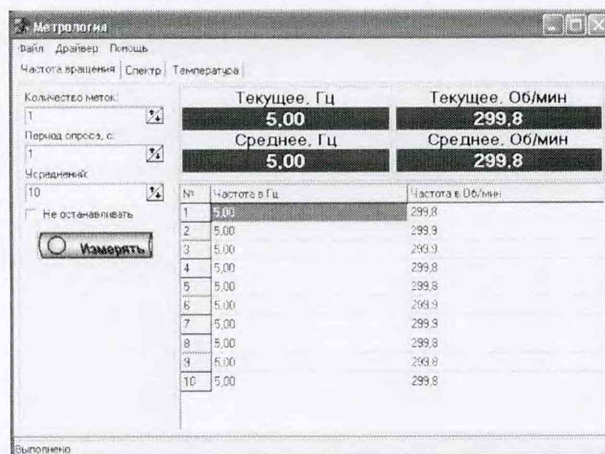 Метрология
Файл Драйвер Помощь
Частота вращения Спектр Температура
Количество меток:
1
Период опроса, с:
1
Усреднений:
10
Не останавливать
Измерять
Текущее, Гц Текущее, Об/мин
5,00 299,8
Среднее, Гц Среднее, Об/мин
5,00 299,8
№ Частота в Гц Частота в Об/мин
1 5,00 299,8
2 5,00 299,9
3 5,00 299,9
4 5,00 299,8
5 5,00 299,8
6 5,00 299,9
7 5,00 299,9
8 5,00 299,8
9 5,00 299,8
10 5,00 299,8
Выполнено